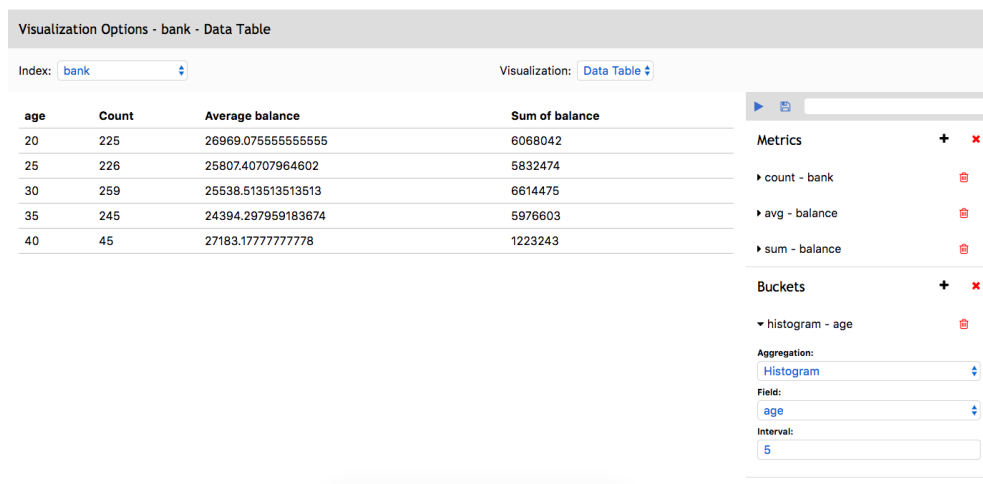 Visualization Options - bank - Data Table
Index: bank
Visualization: Data Table
age Count Average balance Sum of balance
20 225 26969.075555555555 6068042
25 226 25807.40707964602 5832474
30 259 25538.513513513513 6614475
35 245 24394.297959183674 5976603
40 45 27183.17777777778 1223243
Metrics
count - bank
avg - balance
sum - balance
Buckets
histogram - age
Aggregation:
Histogram
Field:
age
Interval:
5